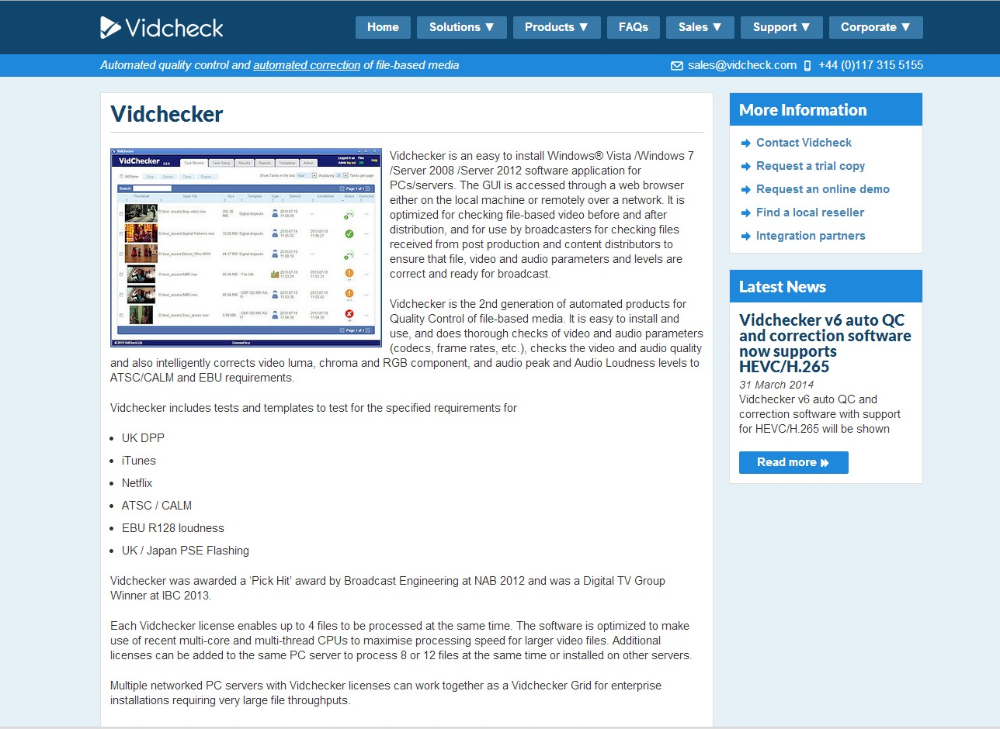 Vidcheck
Home
Solutions ▼
Products ▼
FAQs
Sales ▼
Support ▼
Corporate ▼
Automated quality control and automated correction of file-based media
sales@vidcheck.com
+44 (0)117 315 5155
Vidchecker
VidChecker
Task Monitor
Task Setup
Results
Reports
Templates
Admin
Search:
Page 1 of 1
Vidchecker is an easy to install Windows® Vista /Windows 7
/Server 2008 /Server 2012 software application for
PCs/servers. The GUI is accessed through a web browser
either on the local machine or remotely over a network. It is
optimized for checking file-based video before and after
distribution, and for use by broadcasters for checking files
received from post production and content distributors to
ensure that file, video and audio parameters and levels are
correct and ready for broadcast.
Vidchecker is the 2nd generation of automated products for
Quality Control of file-based media. It is easy to install and
use, and does thorough checks of video and audio parameters
(codecs, frame rates, etc.), checks the video and audio quality
and also intelligently corrects video luma, chroma and RGB component, and audio peak and Audio Loudness levels to
ATSC/CALM and EBU requirements.
Vidchecker includes tests and templates to test for the specified requirements for
• UK DPP
• iTunes
• Netflix
• ATSC / CALM
• EBU R128 loudness
• UK / Japan PSE Flashing
Vidchecker was awarded a ‘Pick Hit’ award by Broadcast Engineering at NAB 2012 and was a Digital TV Group
Winner at IBC 2013.
Each Vidchecker license enables up to 4 files to be processed at the same time. The software is optimized to make
use of recent multi-core and multi-thread CPUs to maximise processing speed for larger video files. Additional
licenses can be added to the same PC server to process 8 or 12 files at the same time or installed on other servers.
Multiple networked PC servers with Vidchecker licenses can work together as a Vidchecker Grid for enterprise
installations requiring very large file throughputs.
More Information
Contact Vidcheck
Request a trial copy
Request an online demo
Find a local reseller
Integration partners
Latest News
Vidchecker v6 auto QC
and correction software
now supports
HEVC/H.265
31 March 2014
Vidchecker v6 auto QC and
correction software with support
for HEVC/H.265 will be shown
Read more